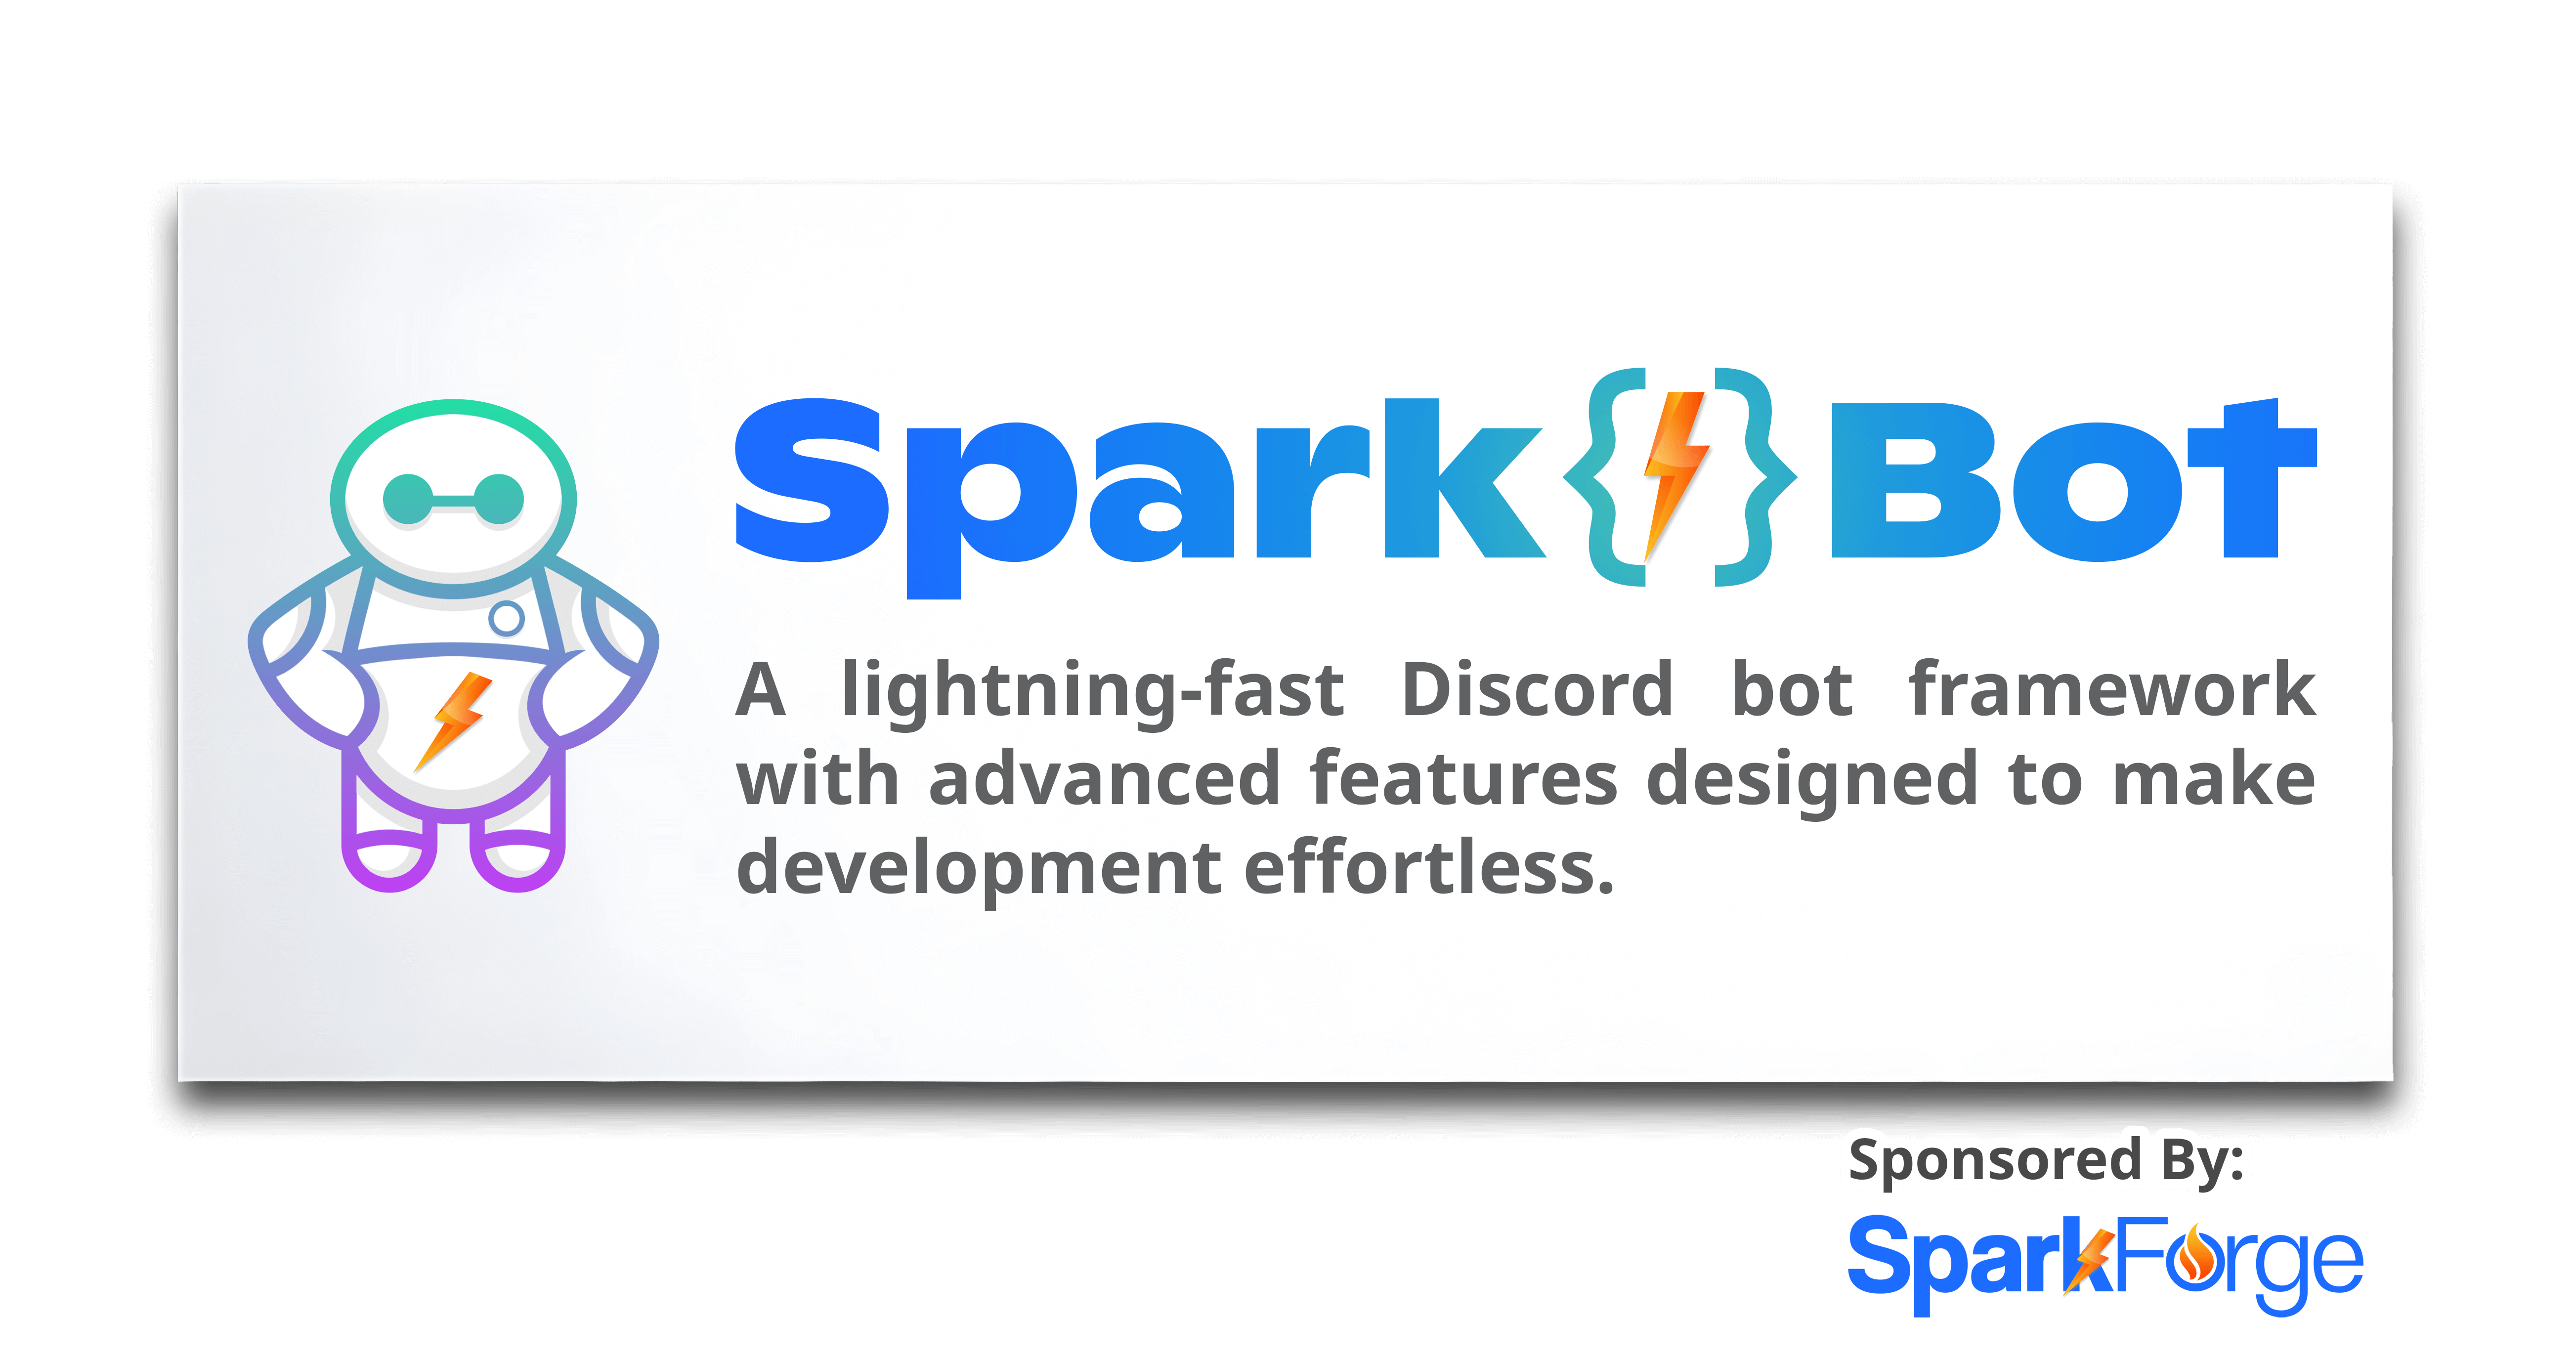 Spark{}Bot
A lightning-fast Discord bot framework
with advanced features designed to make
development effortless.
Sponsored By:
SparkForge